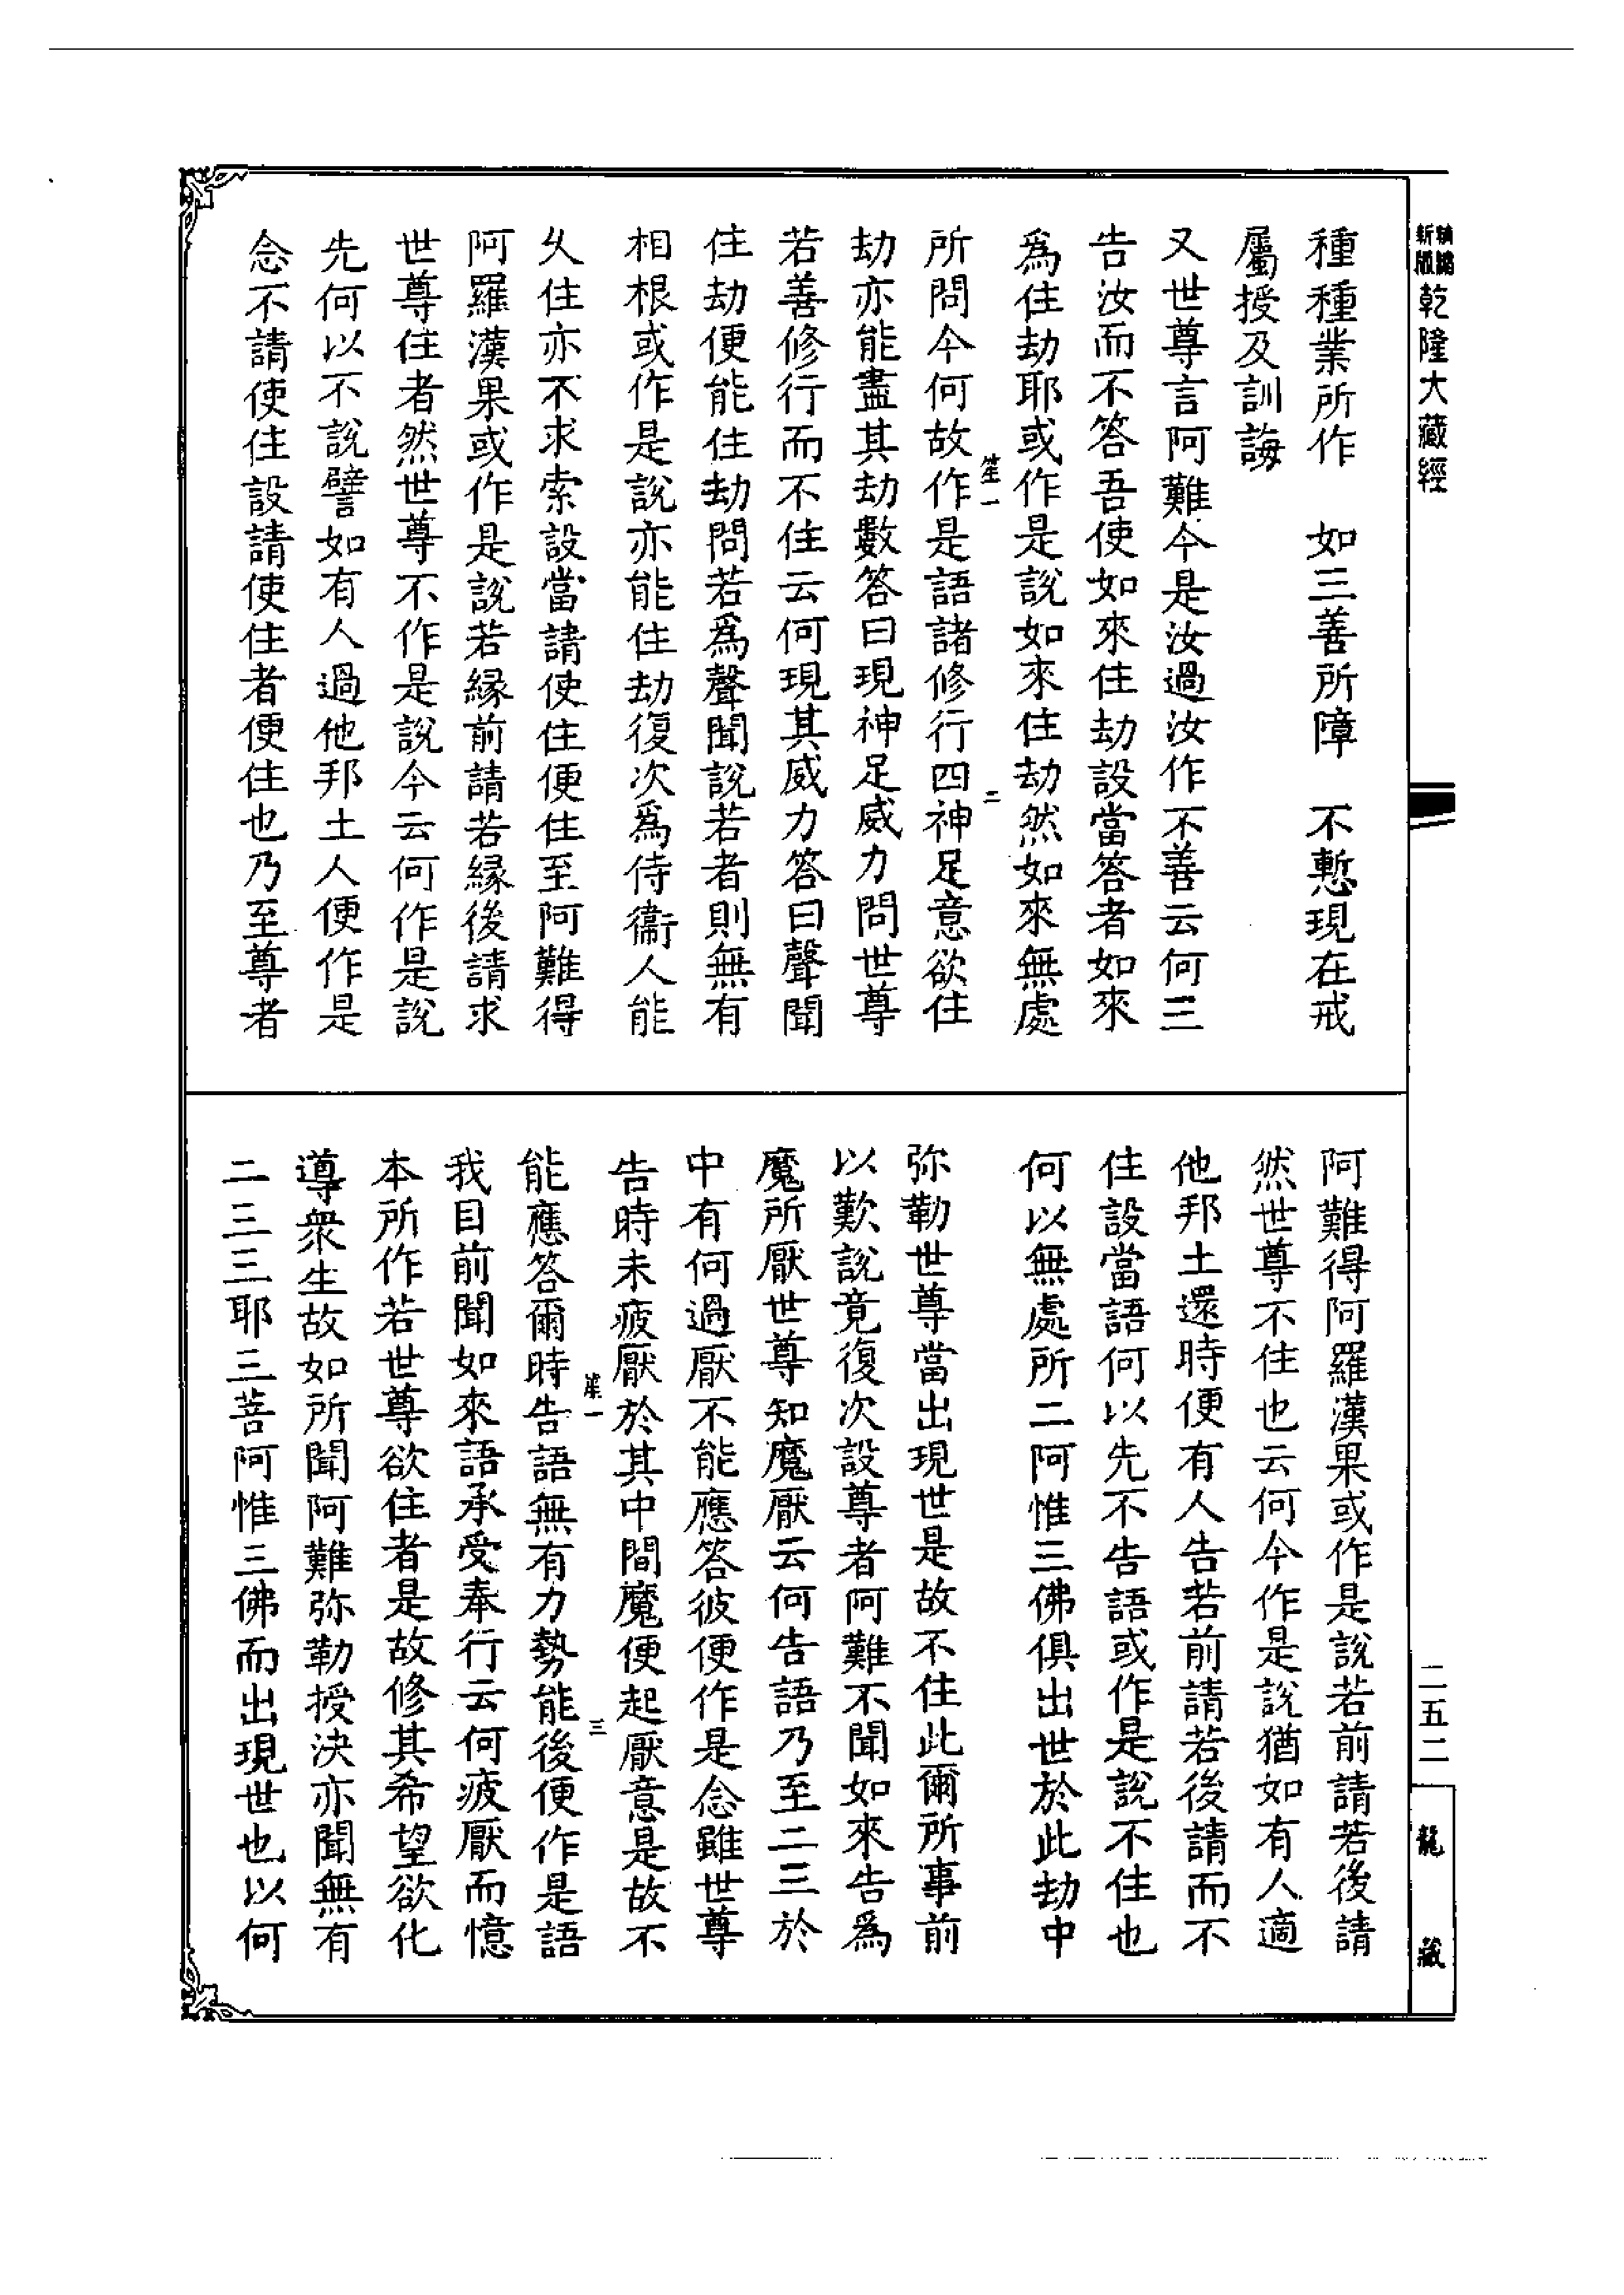 新編縮版乾隆大藏經
種種業所作　如三善所障　不慙現在戒
屬授及訓誨
又世尊言阿難今是汝過汝作不善云何三
告汝而不答吾使如來住劫設當答者如來
爲住劫耶或作是說如來住劫然如來無處
所問今何故作是語諸修行四神足意欲住
笙一
二
劫亦能盡其劫數答曰現神足威力問世尊
若善修行而不住云何現其威力答曰聲聞
住劫便能住劫問若爲聲聞說若者則無有
相根或作是說亦能住劫復次爲侍衞人能
久住亦不求索設當請使住便住至阿難得
阿羅漢果或作是說若緣前請若緣後請求
世尊住者然世尊不作是說今云何作是說
先何以不說譬如有人過他邦土人便作是
念不請使住設請使住者便住也乃至尊者
阿難得阿羅漢果或作是說若前請若後請
然世尊不住也云何今作是說猶如有人適
他邦土還時便有人告若前請若後請而不
住設當語何以先不告語或作是說不住也
何以無處所二阿惟三佛俱出世於此劫中
弥勒世尊當出現世是故不住此爾所事前
以歎說竟復次設尊者阿難不聞如來告爲
魔所厭世尊知魔厭云何告語乃至二三於
中有何過厭不能應答彼便作是念雖世尊
告時未疲厭於其中間魔便起厭意是故不
笙一
三
能應答爾時告語無有力勢能後便作是語
我目前聞如來語承受奉行云何疲厭而憶
本所作若世尊欲住者是故修其希望欲化
導衆生故如所聞阿難弥勒授決亦聞無有
二三三耶三菩阿惟三佛而出現世也以何
二五二
龍藏